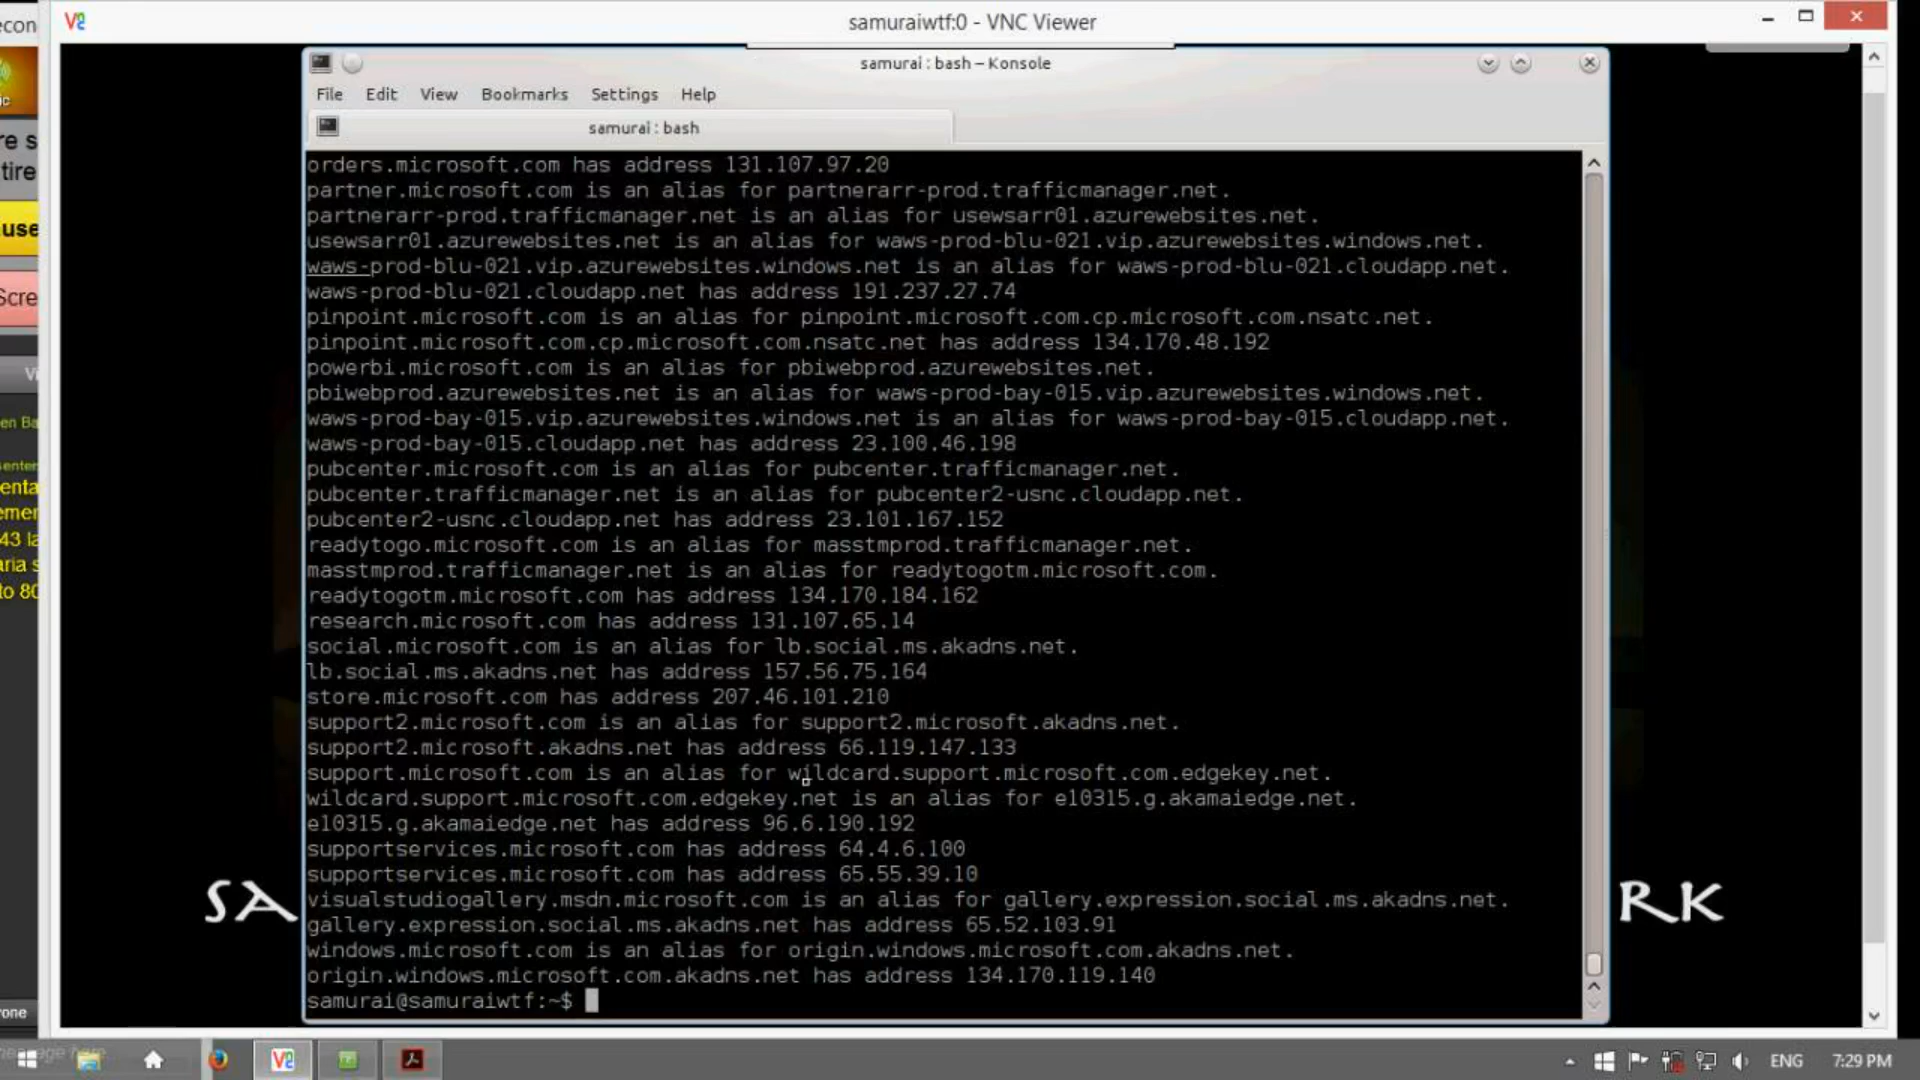 samuraiwtf:0 - VNC Viewer
samurai : bash – Konsole
File Edit View Bookmarks Settings Help
samurai : bash
orders.microsoft.com has address 131.107.97.20
partner.microsoft.com is an alias for partnerarr-prod.trafficmanager.net.
partnerarr-prod.trafficmanager.net is an alias for usewsarr01.azurewebsites.net.
usewsarr01.azurewebsites.net is an alias for waws-prod-blu-021.vip.azurewebsites.windows.net.
waws-prod-blu-021.vip.azurewebsites.windows.net is an alias for waws-prod-blu-021.cloudapp.net.
waws-prod-blu-021.cloudapp.net has address 191.237.27.74
pinpoint.microsoft.com is an alias for pinpoint.microsoft.com.cp.microsoft.com.nsatc.net.
pinpoint.microsoft.com.cp.microsoft.com.nsatc.net has address 134.170.48.192
powerbi.microsoft.com is an alias for pbiwebprod.azurewebsites.net.
pbiwebprod.azurewebsites.net is an alias for waws-prod-bay-015.vip.azurewebsites.windows.net.
waws-prod-bay-015.vip.azurewebsites.windows.net is an alias for waws-prod-bay-015.cloudapp.net.
waws-prod-bay-015.cloudapp.net has address 23.100.46.198
pubcenter.microsoft.com is an alias for pubcenter.trafficmanager.net.
pubcenter.trafficmanager.net is an alias for pubcenter2-usnc.cloudapp.net.
pubcenter2-usnc.cloudapp.net has address 23.101.167.152
readytogo.microsoft.com is an alias for masstmprod.trafficmanager.net.
masstmprod.trafficmanager.net is an alias for readytogotm.microsoft.com.
readytogotm.microsoft.com has address 134.170.184.162
research.microsoft.com has address 131.107.65.14
social.microsoft.com is an alias for lb.social.ms.akadns.net.
lb.social.ms.akadns.net has address 157.56.75.164
store.microsoft.com has address 207.46.101.210
support2.microsoft.com is an alias for support2.microsoft.akadns.net.
support2.microsoft.akadns.net has address 66.119.147.133
support.microsoft.com is an alias for wildcard.support.microsoft.com.edgekey.net.
wildcard.support.microsoft.com.edgekey.net is an alias for e10315.g.akamaiedge.net.
e10315.g.akamaiedge.net has address 96.6.190.192
supportservices.microsoft.com has address 64.4.6.100
supportservices.microsoft.com has address 65.55.39.10
visualstudiogallery.msdn.microsoft.com is an alias for gallery.expression.social.ms.akadns.net.
gallery.expression.social.ms.akadns.net has address 65.52.103.91
windows.microsoft.com is an alias for origin.windows.microsoft.com.akadns.net.
origin.windows.microsoft.com.akadns.net has address 134.170.119.140
samurai@samuraiwtf:~$
SA
RK
ENG 7:29 PM